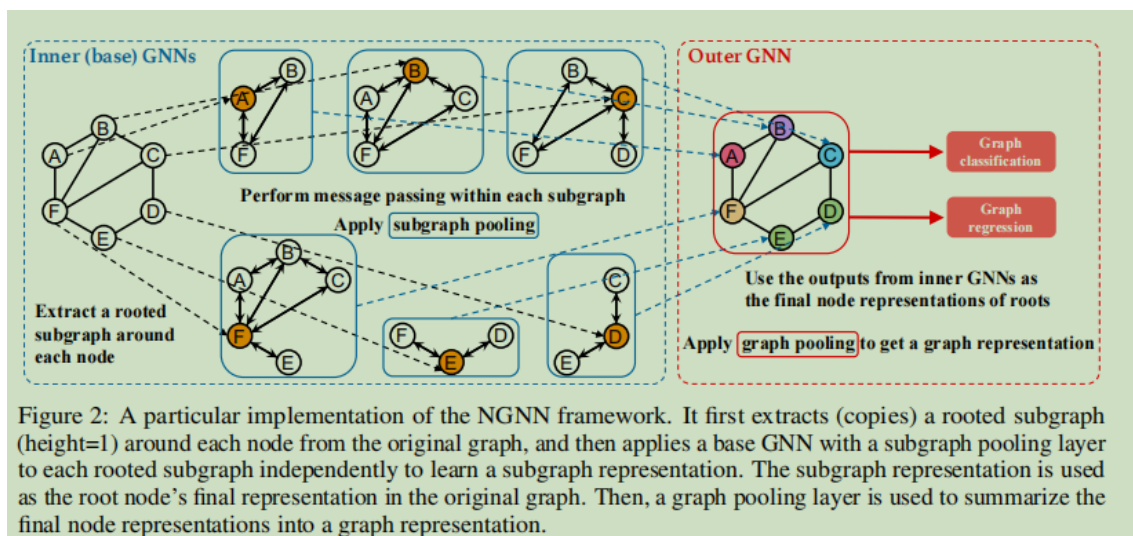 Inner (base) GNNs
Outer GNN
B
A
F
B
A
C
F
B
C
F
D
B
A
C
F
D
E
B
A
C
F
D
E
Graph
classification
Graph
regression
Perform message passing within each subgraph
Apply subgraph pooling
B
A
C
F
E
F
D
E
C
D
E
Extract a rooted
subgraph around
each node
Use the outputs from inner GNNs as
the final node representations of roots
Apply graph pooling to get a graph representation
Figure 2: A particular implementation of the NGNN framework. It first extracts (copies) a rooted subgraph
(height=1) around each node from the original graph, and then applies a base GNN with a subgraph pooling layer
to each rooted subgraph independently to learn a subgraph representation. The subgraph representation is used
as the root node's final representation in the original graph. Then, a graph pooling layer is used to summarize the
final node representations into a graph representation.